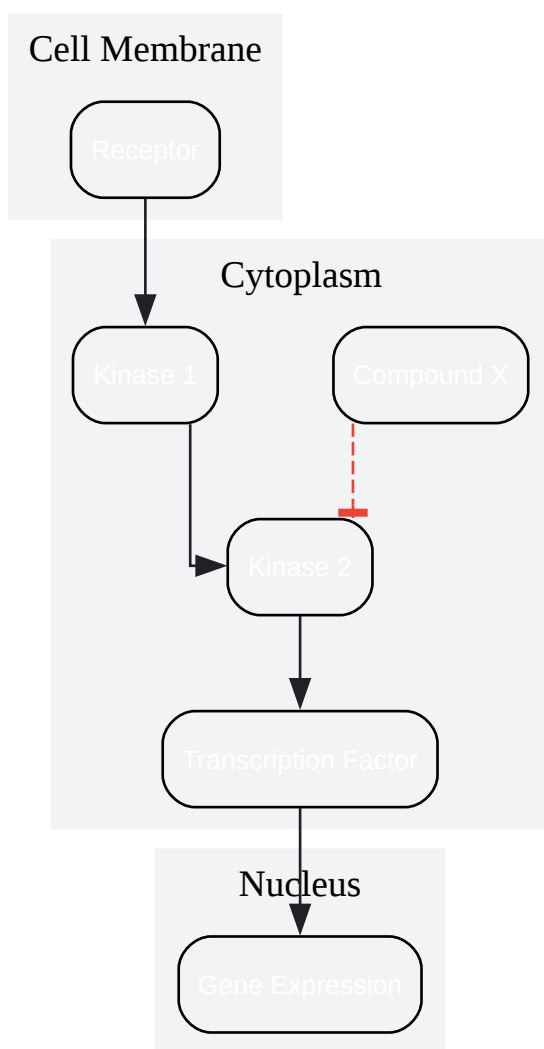 Cell Membrane
Receptor
Cytoplasm
Kinase 1
Compound X
Kinase 2
Transcription Factor
Nucleus
Gene Expression